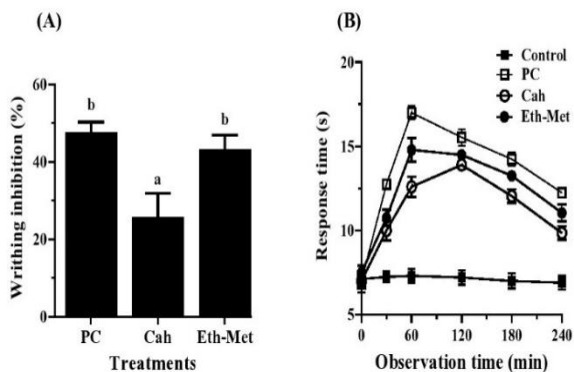 (A)
Writhing inhibition (%)
60
40
20
0
b
a
b
PC Cah Eth-Met
Treatments
(B)
Response time (s)
20
15
10
5
Control
PC
Cah
Eth-Met
0 60 120 180 240
Observation time (min)